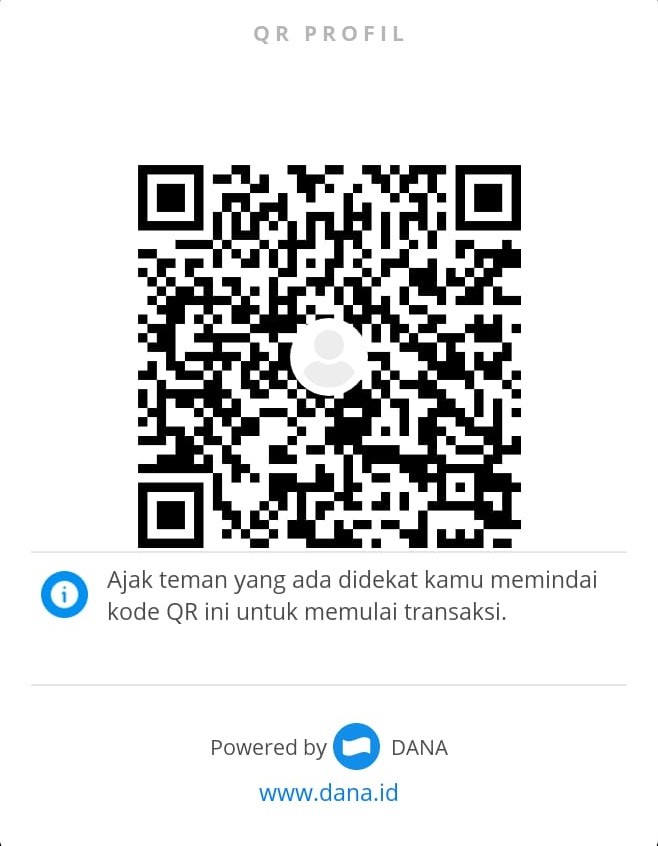 QR PROFIL
Ajak teman yang ada didekat kamu memindai
kode QR ini untuk memulai transaksi.
Powered by DANA
www.dana.id